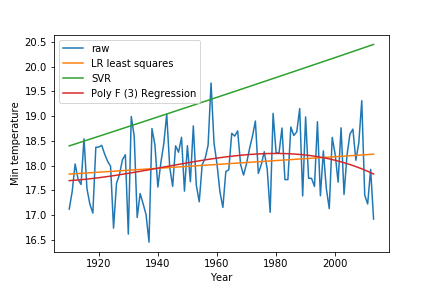 raw
LR least squares
SVR
Poly F (3) Regression
20.5
20.0
19.5
19.0
18.5
18.0
17.5
17.0
16.5
Min temperature
1920
1940
1960
1980
2000
Year